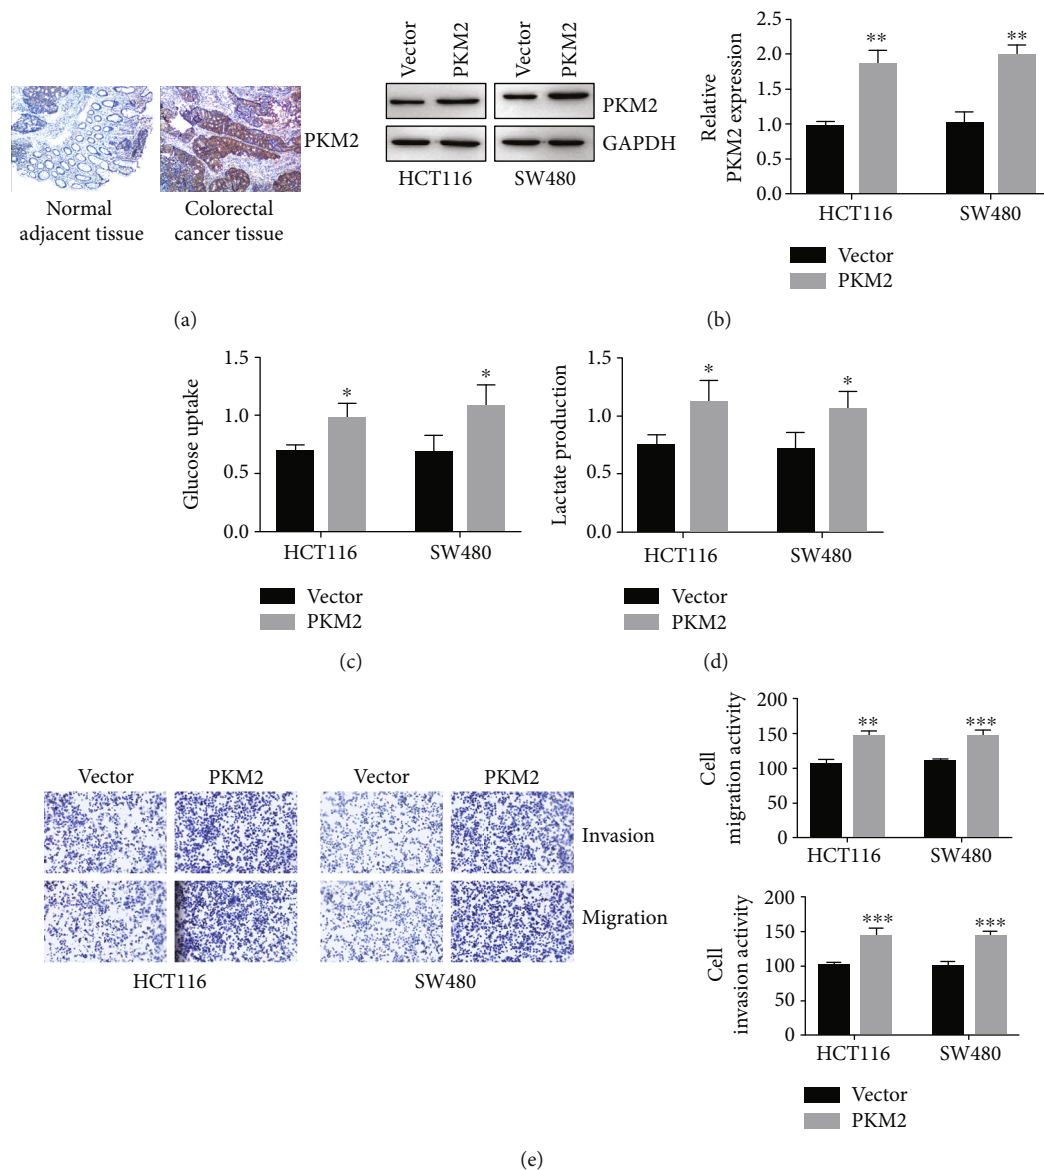 Normal
adjacent tissue
Colorectal
cancer tissue
PKM2
(a)
Vector
PKM2
Vector
PKM2
PKM2
GAPDH
HCT116
SW480
Relative
PKM2 expression
2.5
2.0
1.5
1.0
0.5
0.0
**
**
HCT116
SW480
Vector
PKM2
(b)
Glucose uptake
1.5
1.0
0.5
0.0
*
*
HCT116
SW480
Vector
PKM2
(c)
Lactate production
1.5
1.0
0.5
0.0
*
*
HCT116
SW480
Vector
PKM2
(d)
Vector
PKM2
Vector
PKM2
Invasion
Migration
HCT116
SW480
Cell
migration activity
200
150
100
50
0
**
***
HCT116
SW480
Cell
invasion activity
200
150
100
50
0
***
***
HCT116
SW480
Vector
PKM2
(e)